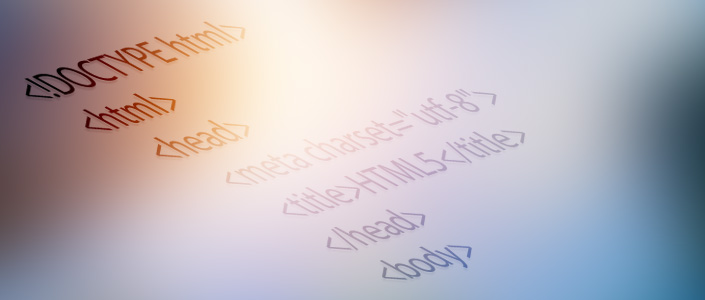 <!DOCTYPE html>
<html>
<head>
<meta charset="utf-8">
<title>HTML5</title>
</head>
<body>